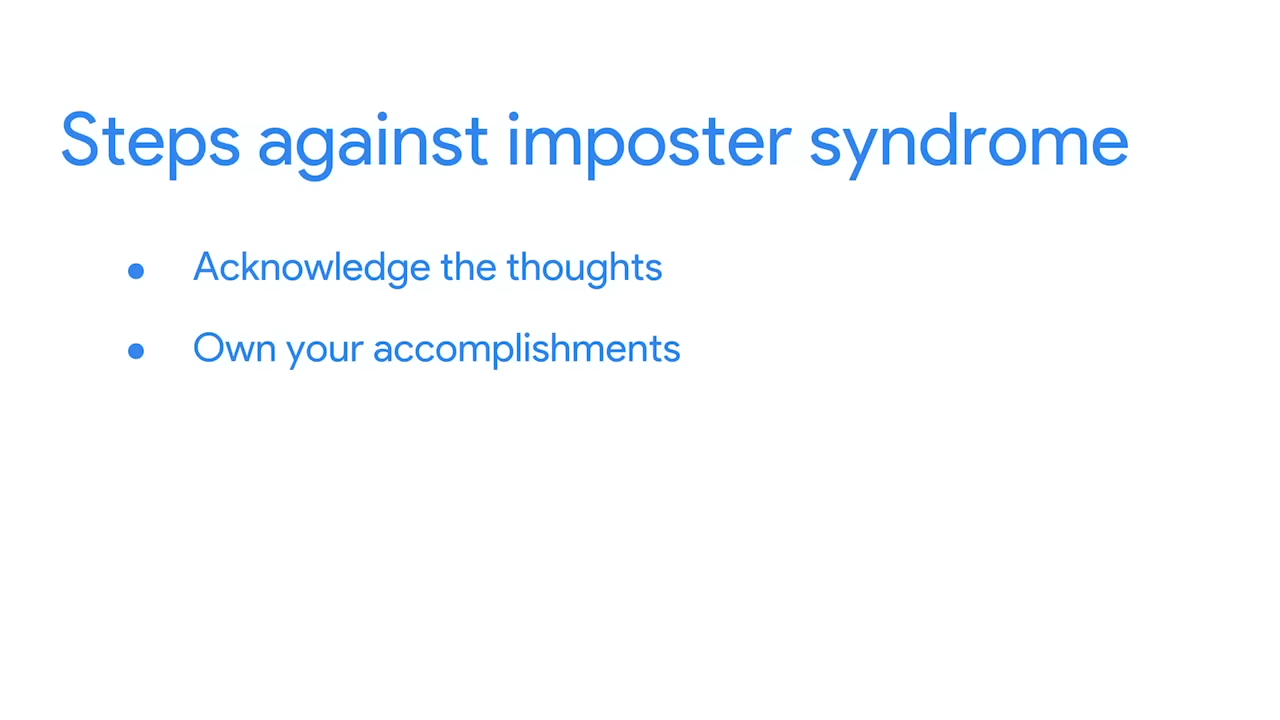 Steps against imposter syndrome
● Acknowledge the thoughts
● Own your accomplishments